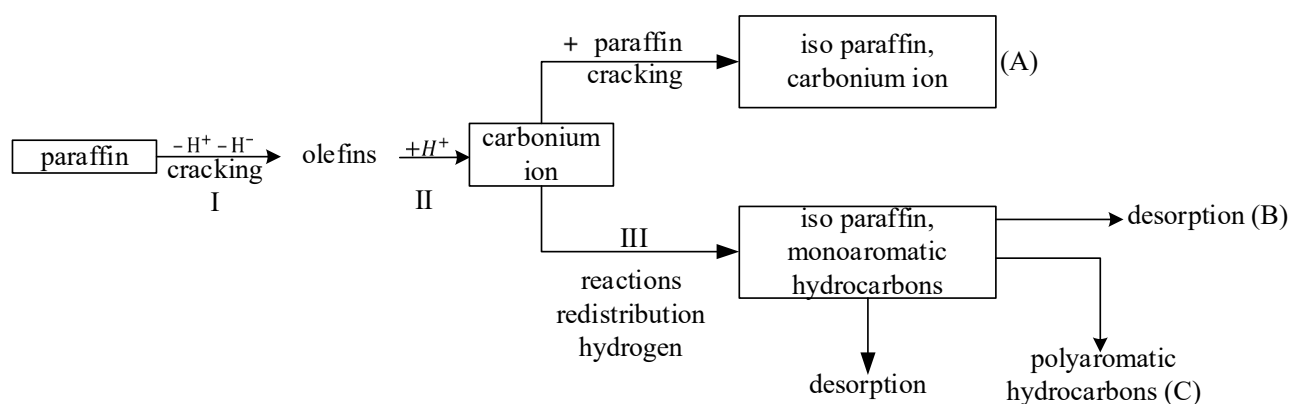 paraffin
−H⁺ −H⁻
cracking
I
olefins
+H⁺
II
carbonium
ion
+ paraffin
cracking
iso paraffin,
carbonium ion
(A)
III
reactions
redistribution
hydrogen
iso paraffin,
monoaromatic
hydrocarbons
desorption (B)
desorption
polyaromatic
hydrocarbons (C)